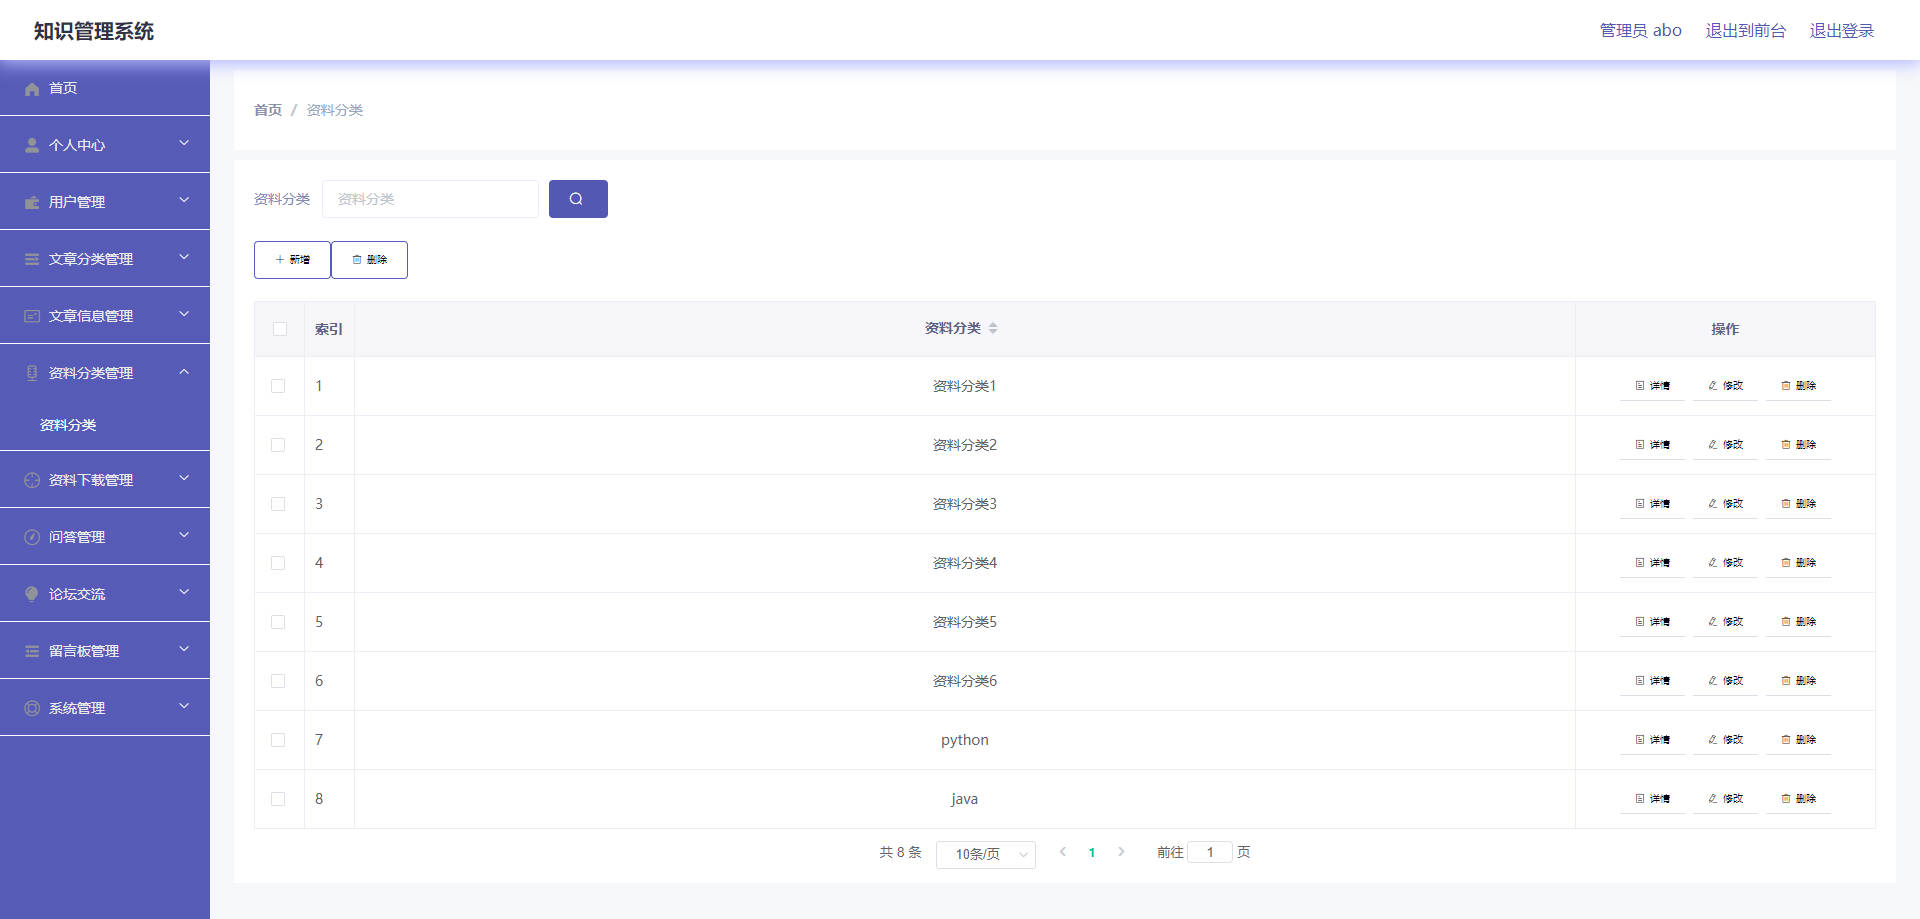 知识管理系统
管理员 abo 退出到前台 退出登录
首页
个人中心
用户管理
文章分类管理
文章信息管理
资料分类管理
资料分类
资料下载管理
问答管理
论坛交流
留言板管理
系统管理
首页 / 资料分类
资料分类 资料分类
新增 删除
索引 资料分类 操作
1 资料分类1 详情 修改 删除
2 资料分类2 详情 修改 删除
3 资料分类3 详情 修改 删除
4 资料分类4 详情 修改 删除
5 资料分类5 详情 修改 删除
6 资料分类6 详情 修改 删除
7 python 详情 修改 删除
8 java 详情 修改 删除
共 8 条 10条/页 1 前往 1 页